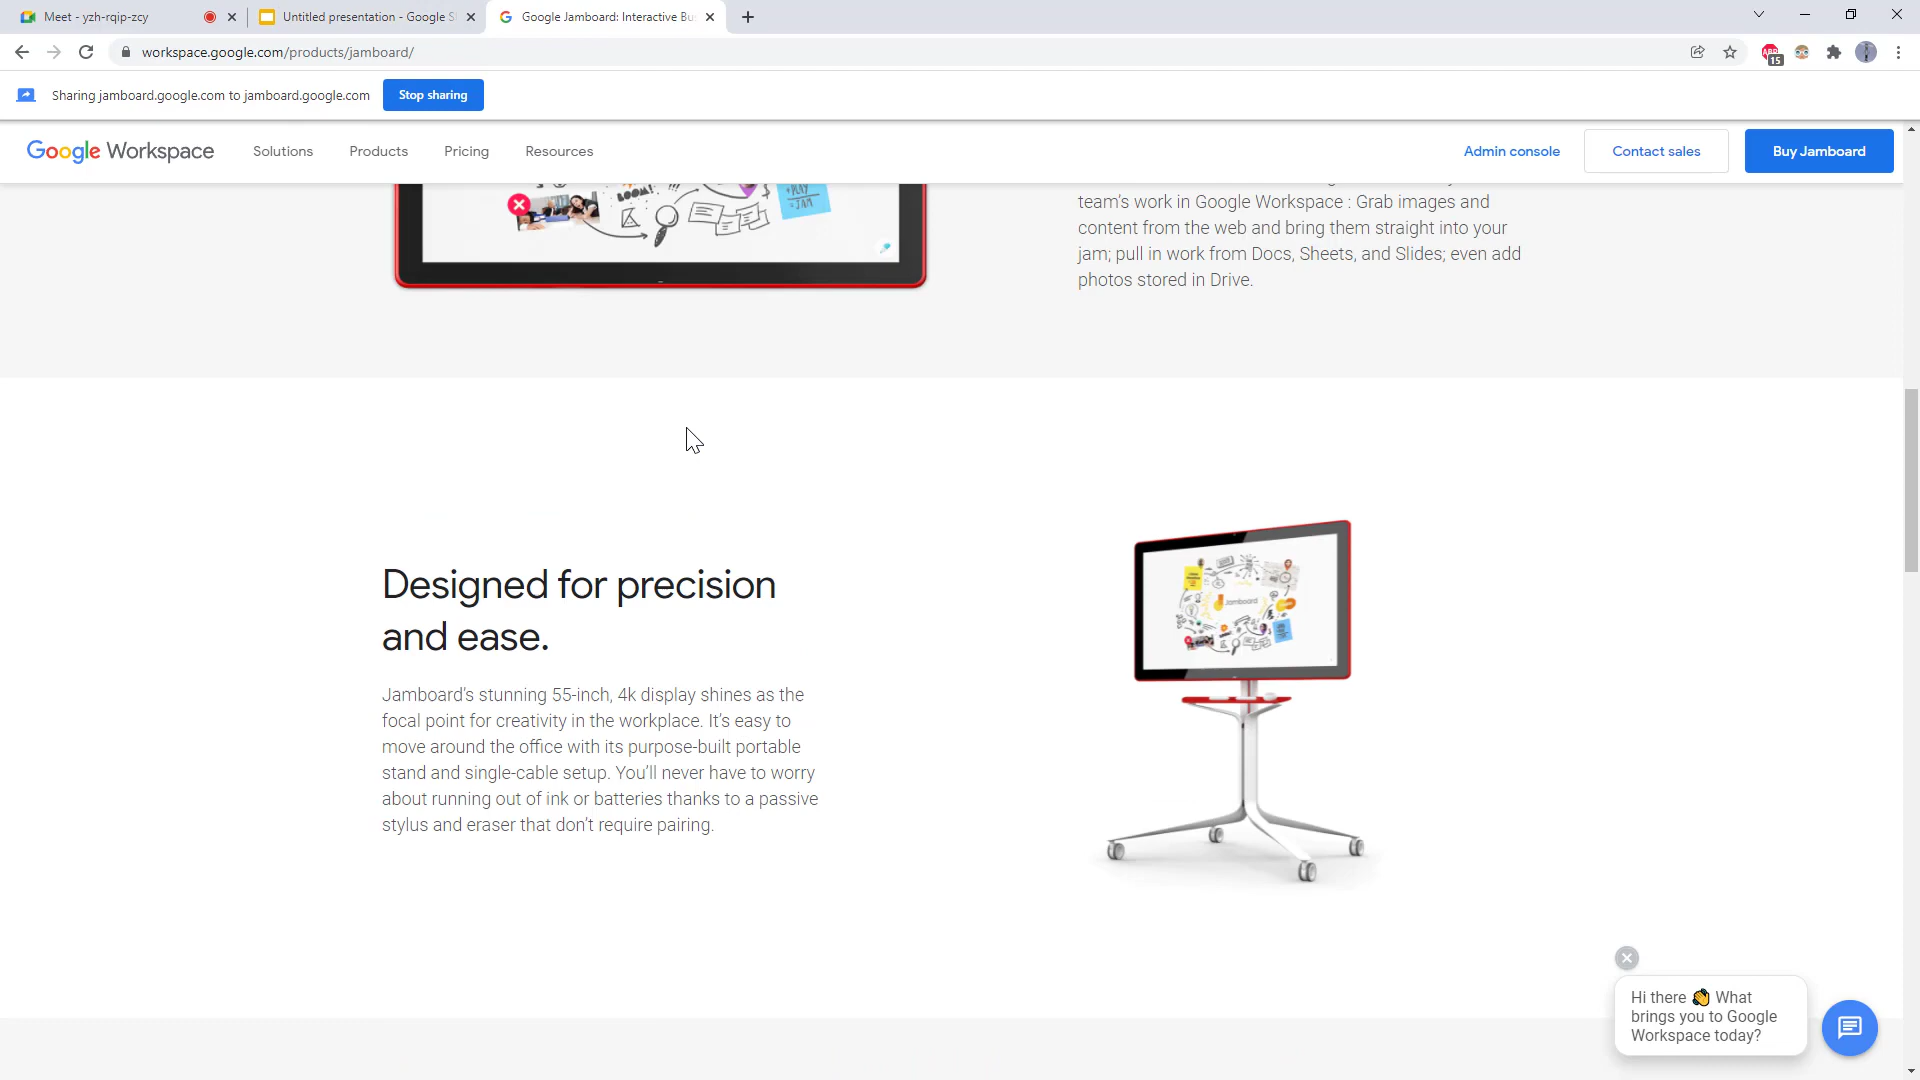 Meet - yzh-rqip-zcy
Untitled presentation - Google S
Google Jamboard: Interactive Bu
workspace.google.com/products/jamboard/
15
Sharing jamboard.google.com to jamboard.google.com
Stop sharing
Google Workspace
Solutions
Products
Pricing
Resources
Admin console
Contact sales
Buy Jamboard
BOOM!
+PLAY
+JAM
team's work in Google Workspace : Grab images and
content from the web and bring them straight into your
jam; pull in work from Docs, Sheets, and Slides; even add
photos stored in Drive.
Designed for precision
and ease.
Jamboard's stunning 55-inch, 4k display shines as the
focal point for creativity in the workplace. It's easy to
move around the office with its purpose-built portable
stand and single-cable setup. You'll never have to worry
about running out of ink or batteries thanks to a passive
stylus and eraser that don't require pairing.
Jamboard
Hi there 👋 What
brings you to Google
Workspace today?